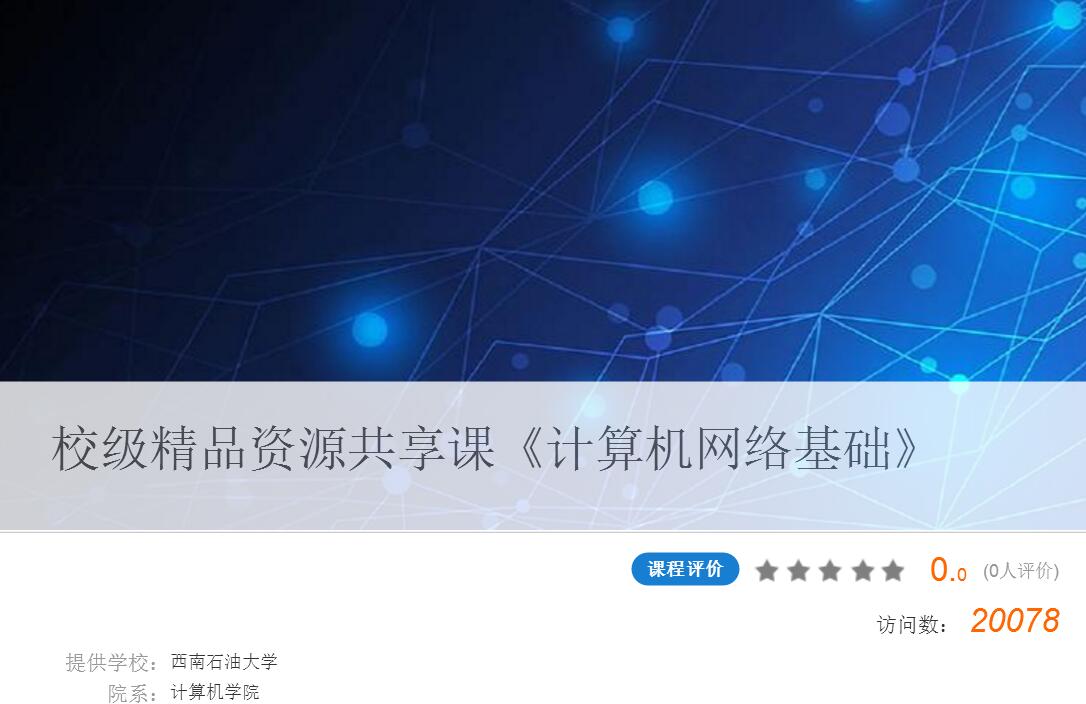 校级精品资源共享课《计算机网络基础》
课程评价 0.0 (0人评价)
访问数： 20078
提供学校： 西南石油大学
院系： 计算机学院